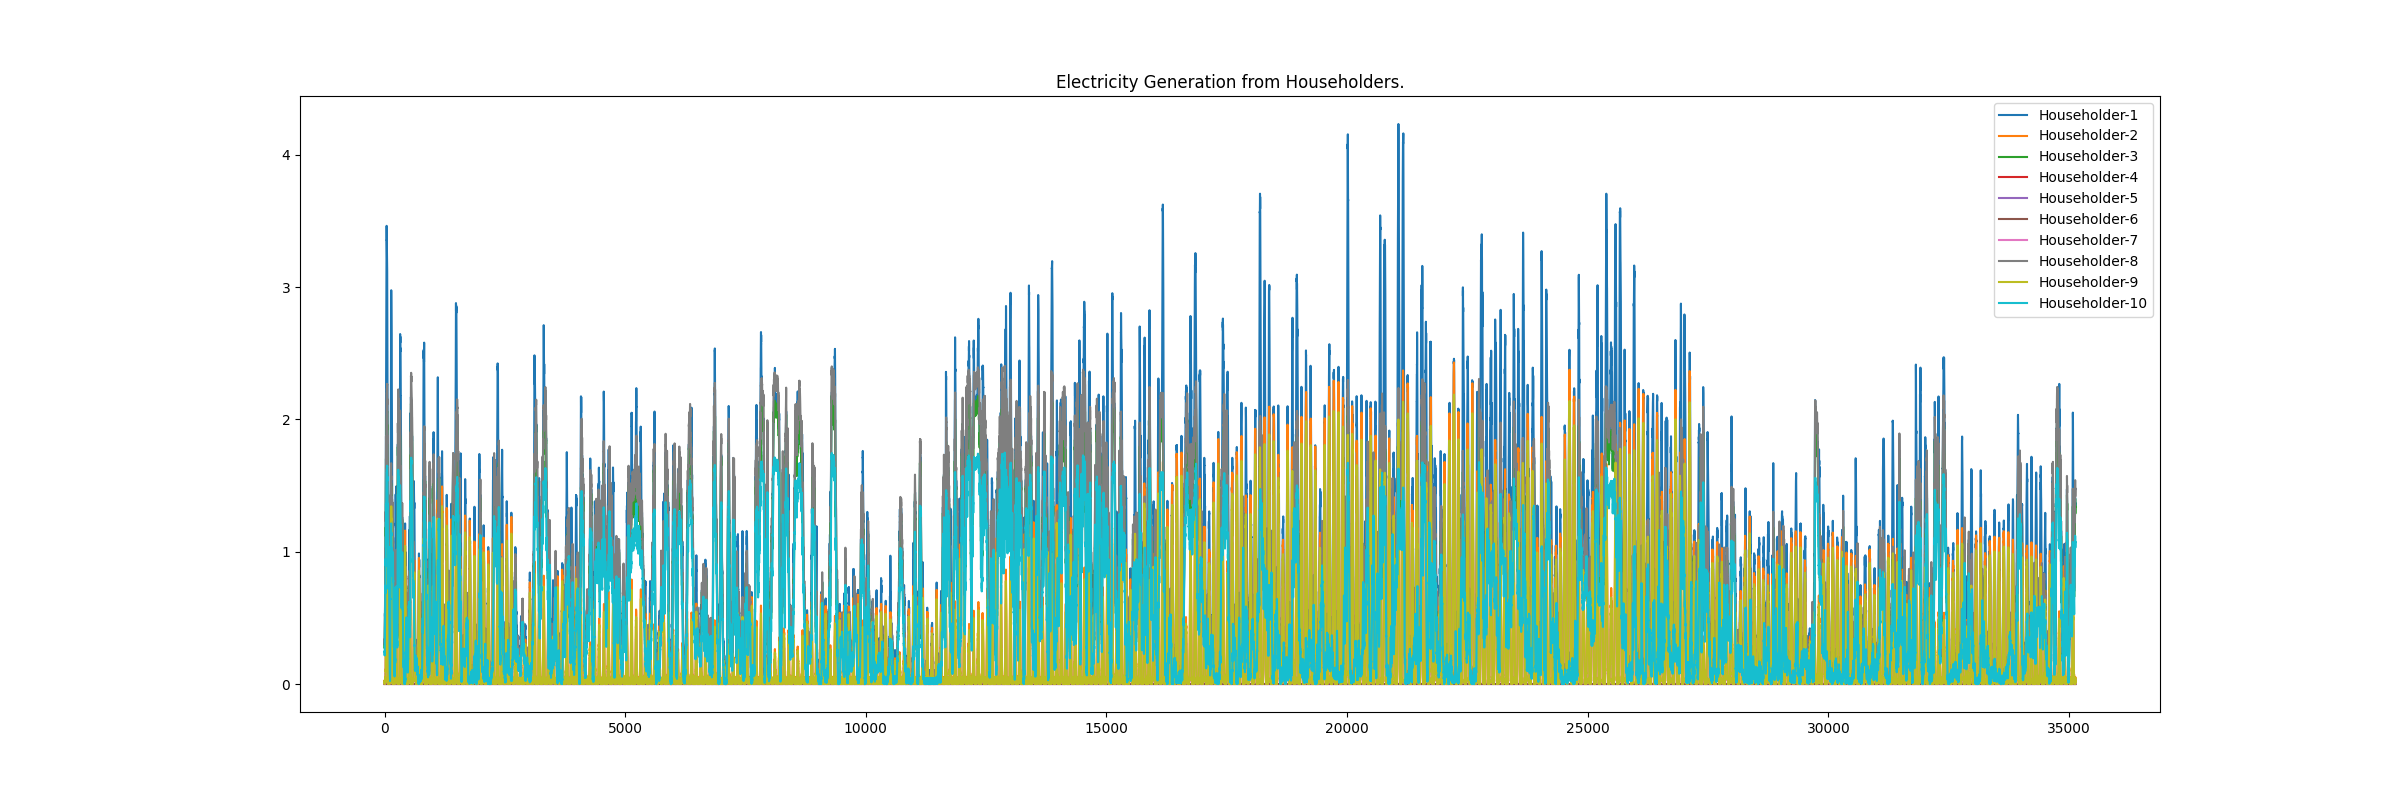 Electricity Generation from Householders.
4
3
2
1
0
0 5000 10000 15000 20000 25000 30000 35000
Householder-1
Householder-2
Householder-3
Householder-4
Householder-5
Householder-6
Householder-7
Householder-8
Householder-9
Householder-10